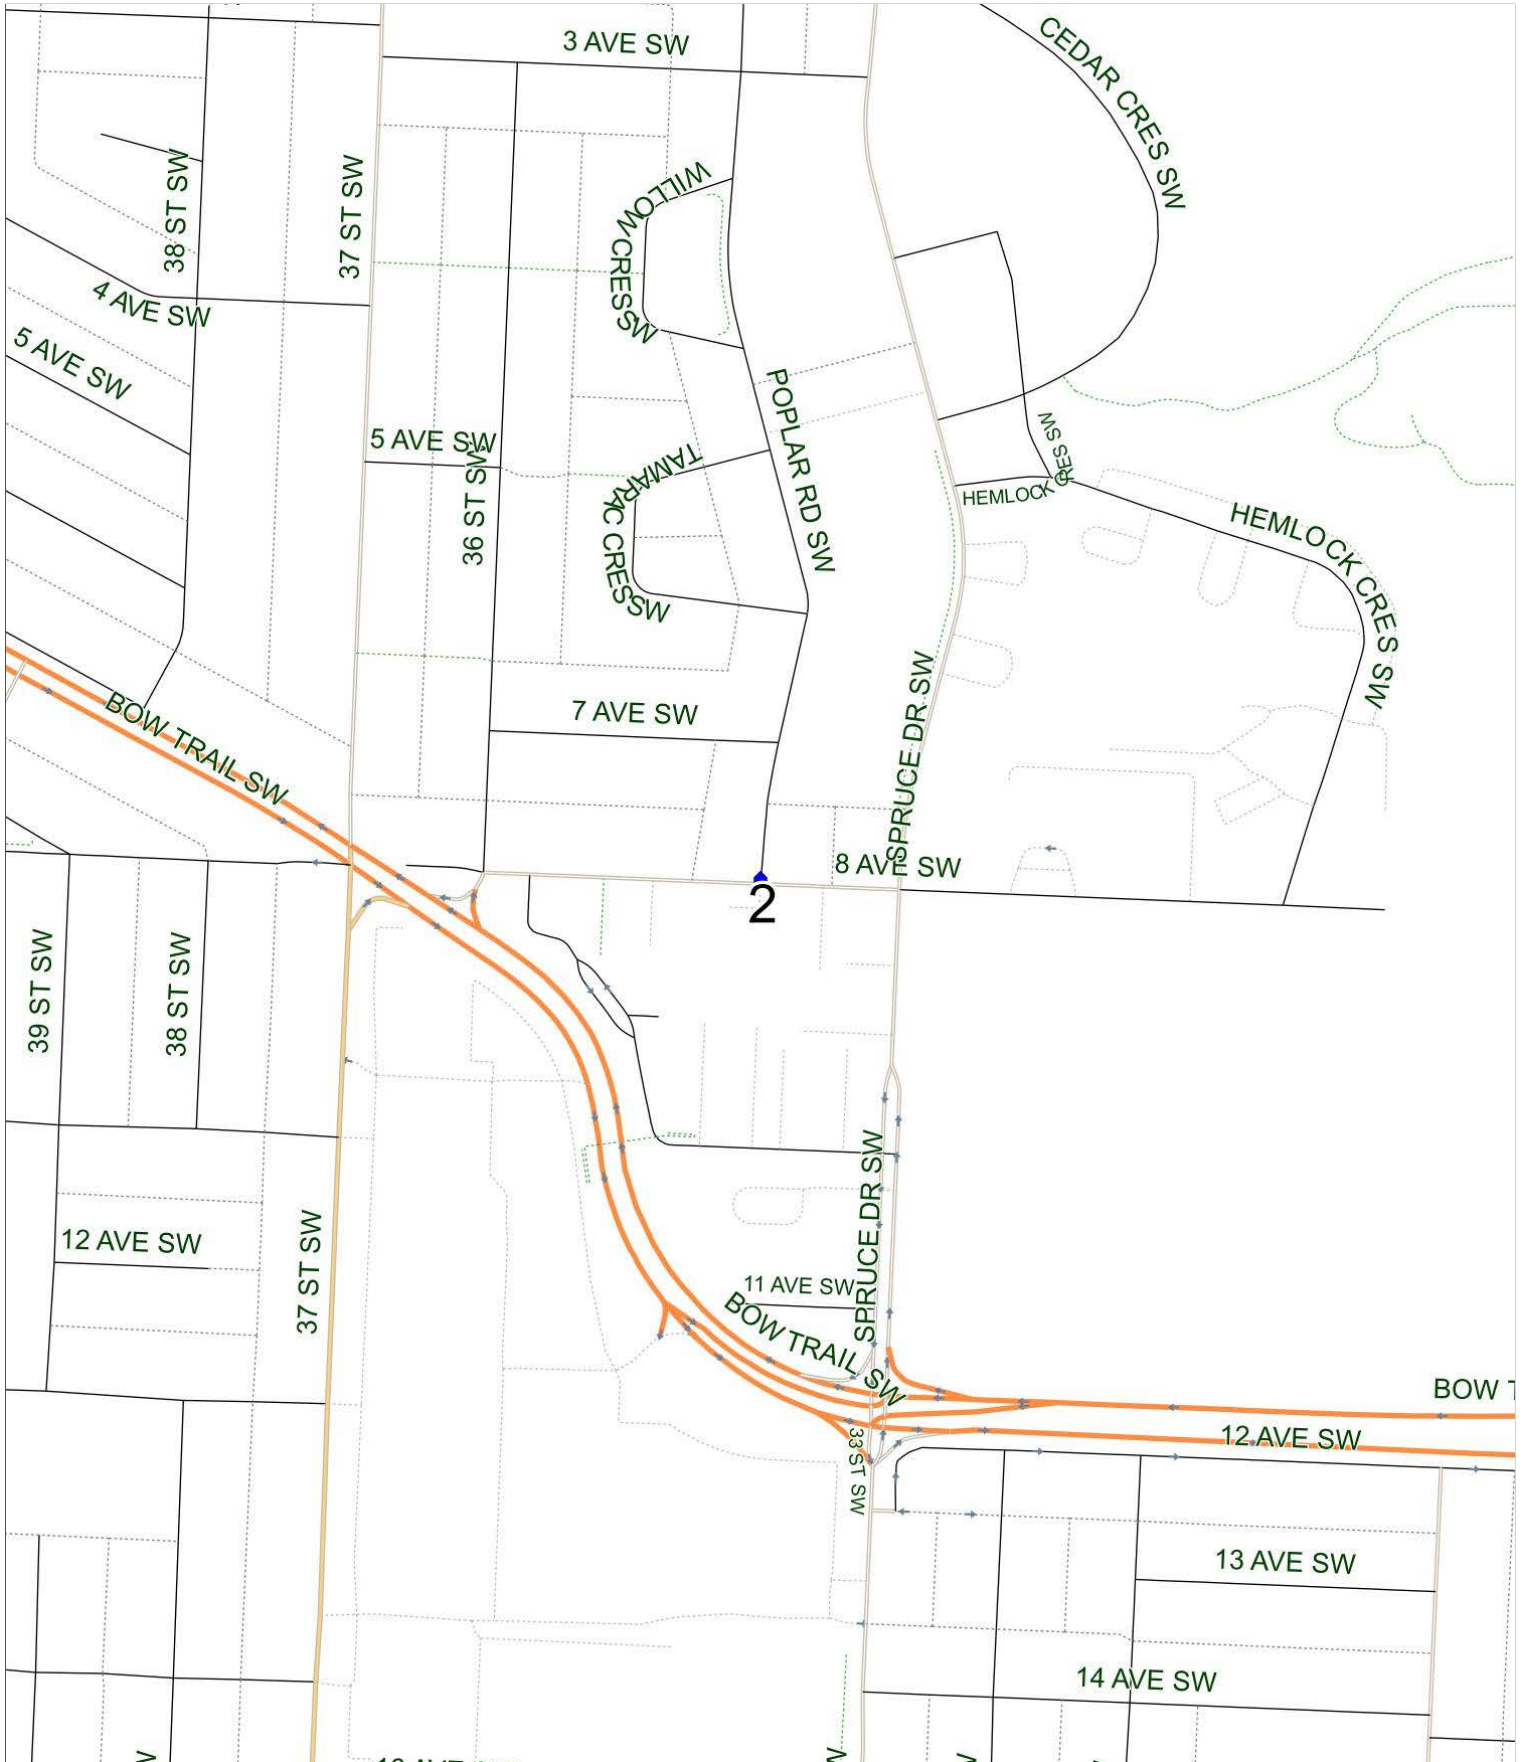 3 AVE SW
CEDAR CRES SW
38 ST SW
37 ST SW
WILLOW CRES SW
4 AVE SW
5 AVE SW
5 AVE SW
36 ST SW
POPLAR RD SW
TAMARAC CRES SW
HEMLOCK CRES SW
HEMLOCK CRES SW
SPRUCE DR SW
BOW TRAIL SW
7 AVE SW
8 AVE SW
2
39 ST SW
38 ST SW
37 ST SW
12 AVE SW
SPRUCE DR SW
11 AVE SW
BOW TRAIL SW
BOW T
12 AVE SW
33 ST SW
13 AVE SW
14 AVE SW
W
W
W